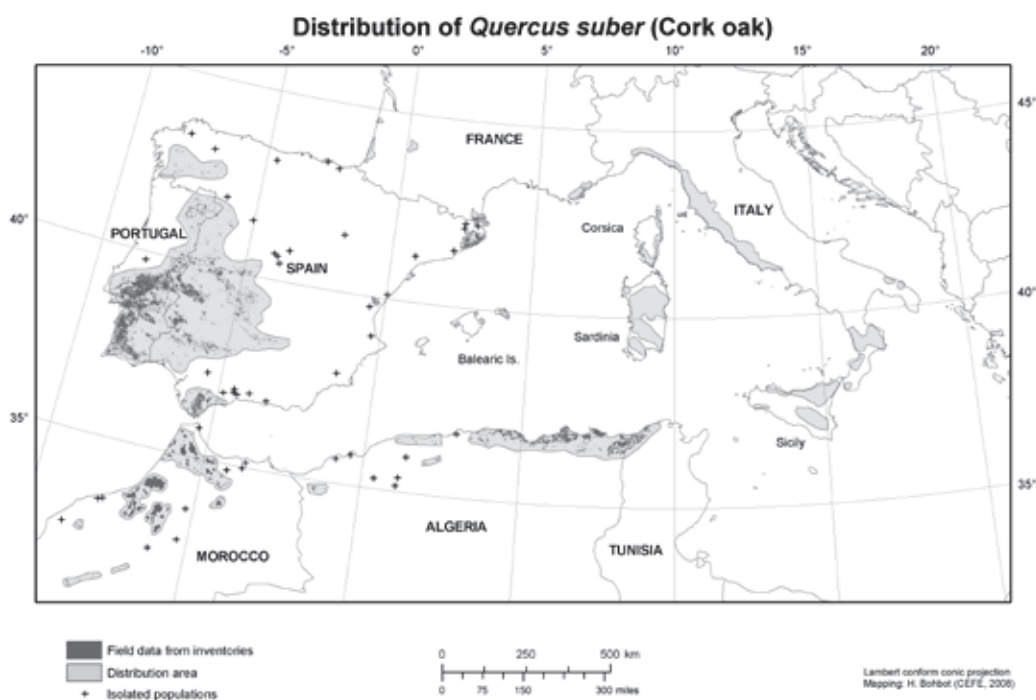 Distribution of Quercus suber (Cork oak)
-10° -5° 0° 5° 10° 15° 20°
45°
FRANCE
ITALY
40°
PORTUGAL
Corsica
SPAIN
40°
Sardinia
Balearic Is.
35°
Sicily
35°
ALGERIA
TUNISIA
MOROCCO
Field data from inventories
Distribution area
Isolated populations
0 250 500 km
0 75 150 300 miles
Lambert conform conic projection
Mapping: H. Bohbot (CEFE, 2008)